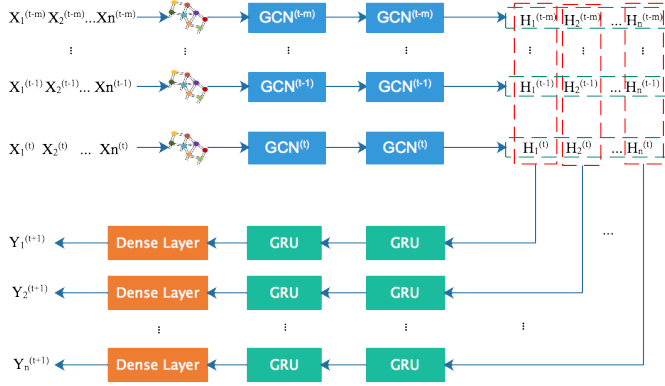 X₁⁽ᵗ⁻ᵐ⁾ X₂⁽ᵗ⁻ᵐ⁾... Xn⁽ᵗ⁻ᵐ⁾ GCN⁽ᵗ⁻ᵐ⁾ GCN⁽ᵗ⁻ᵐ⁾ H₁⁽ᵗ⁻ᵐ⁾ H₂⁽ᵗ⁻ᵐ⁾ ... Hₙ⁽ᵗ⁻ᵐ⁾
X₁⁽ᵗ⁻¹⁾ X₂⁽ᵗ⁻¹⁾... Xn⁽ᵗ⁻¹⁾ GCN⁽ᵗ⁻¹⁾ GCN⁽ᵗ⁻¹⁾ H₁⁽ᵗ⁻¹⁾ H₂⁽ᵗ⁻¹⁾ ... Hₙ⁽ᵗ⁻¹⁾
X₁⁽ᵗ⁾ X₂⁽ᵗ⁾ ... Xn⁽ᵗ⁾ GCN⁽ᵗ⁾ GCN⁽ᵗ⁾ H₁⁽ᵗ⁾ H₂⁽ᵗ⁾ ... Hₙ⁽ᵗ⁾
...
Y₁⁽ᵗ⁺¹⁾ Dense Layer GRU GRU
Y₂⁽ᵗ⁺¹⁾ Dense Layer GRU GRU
Yₙ⁽ᵗ⁺¹⁾ Dense Layer GRU GRU